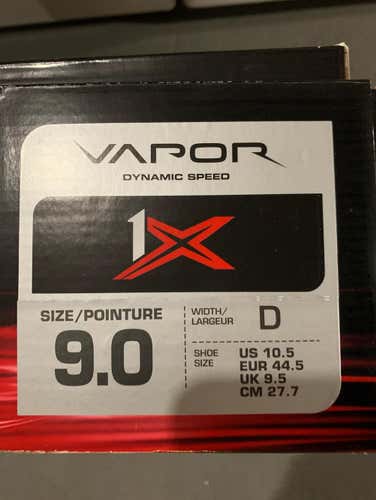 VAPOR
DYNAMIC SPEED
1X
SIZE/POINTURE
9.0
WIDTH/
LARGEUR
D
SHOE
SIZE
US 10.5
EUR 44.5
UK 9.5
CM 27.7